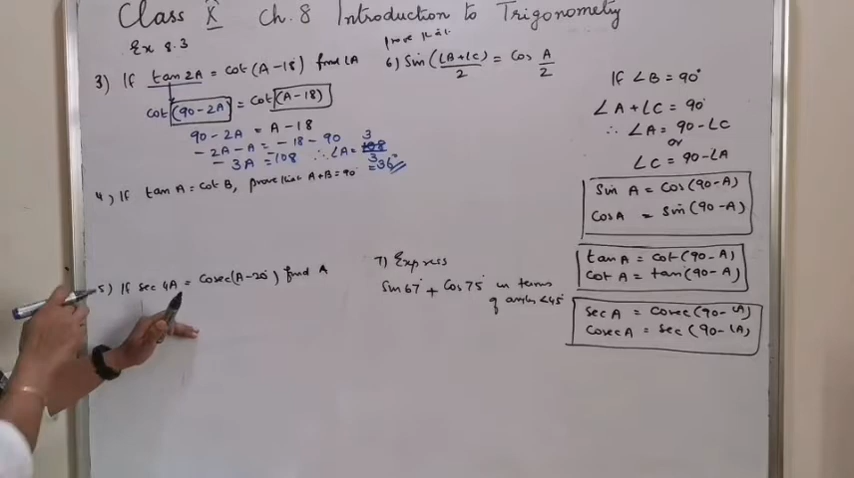 Class X Ch.8 Introduction to Trigonometry
Ex 8.3
3) If tan 2A = cot (A-18) find ∠A
cot (90-2A) = cot (A-18)
90-2A = A-18
-2A-A = -18-90
-3A = 108 ∴ ∠A = 108/3
= 36°
4) If tan A = cot B, prove that A+B = 90°
5) If sec 4A = Cosec(A-20°) find A
prove that
6) Sin (∠B+∠C)/2 = Cos A/2
7) Express
Sin 67° + Cos 75° in terms
of angles <45°
If ∠B = 90°
∠A + ∠C = 90°
∴ ∠A = 90-∠C
or
∠C = 90-∠A
Sin A = Cos(90-A)
Cos A = Sin(90-A)
tan A = cot(90-A)
Cot A = tan(90-A)
sec A = Cosec(90-∠A)
Cosec A = sec(90-∠A)